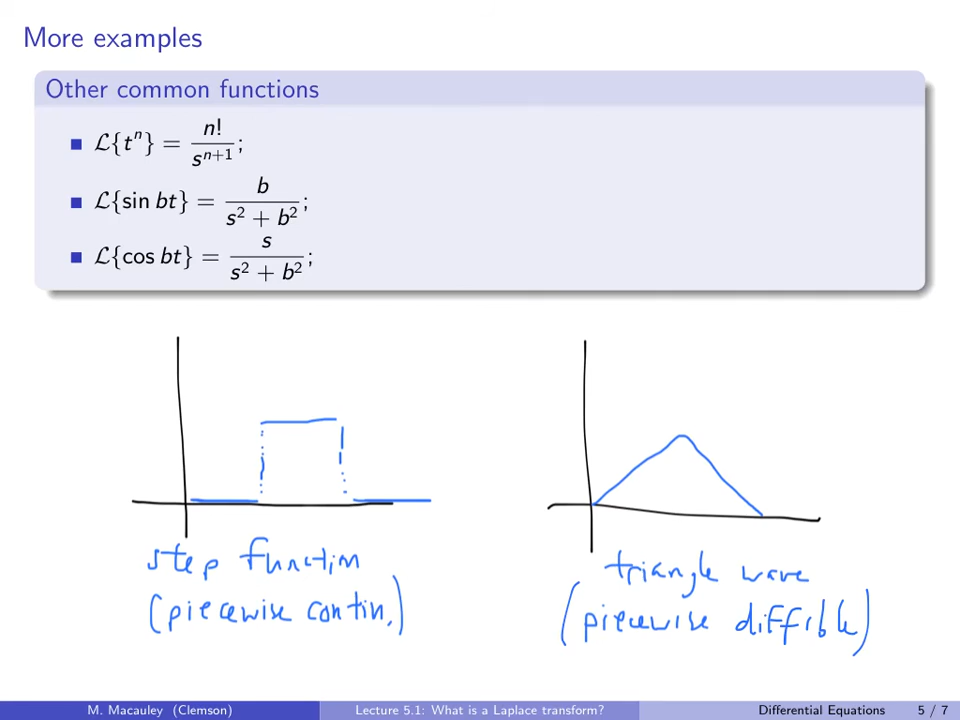 More examples
Other common functions
ℒ{tⁿ} = n!/sⁿ⁺¹;
ℒ{sin bt} = b/(s² + b²);
ℒ{cos bt} = s/(s² + b²);
step function
(piecewise contin.)
triangle wave
(piecewise diff'ble)
M. Macauley (Clemson) Lecture 5.1: What is a Laplace transform? Differential Equations 5 / 7